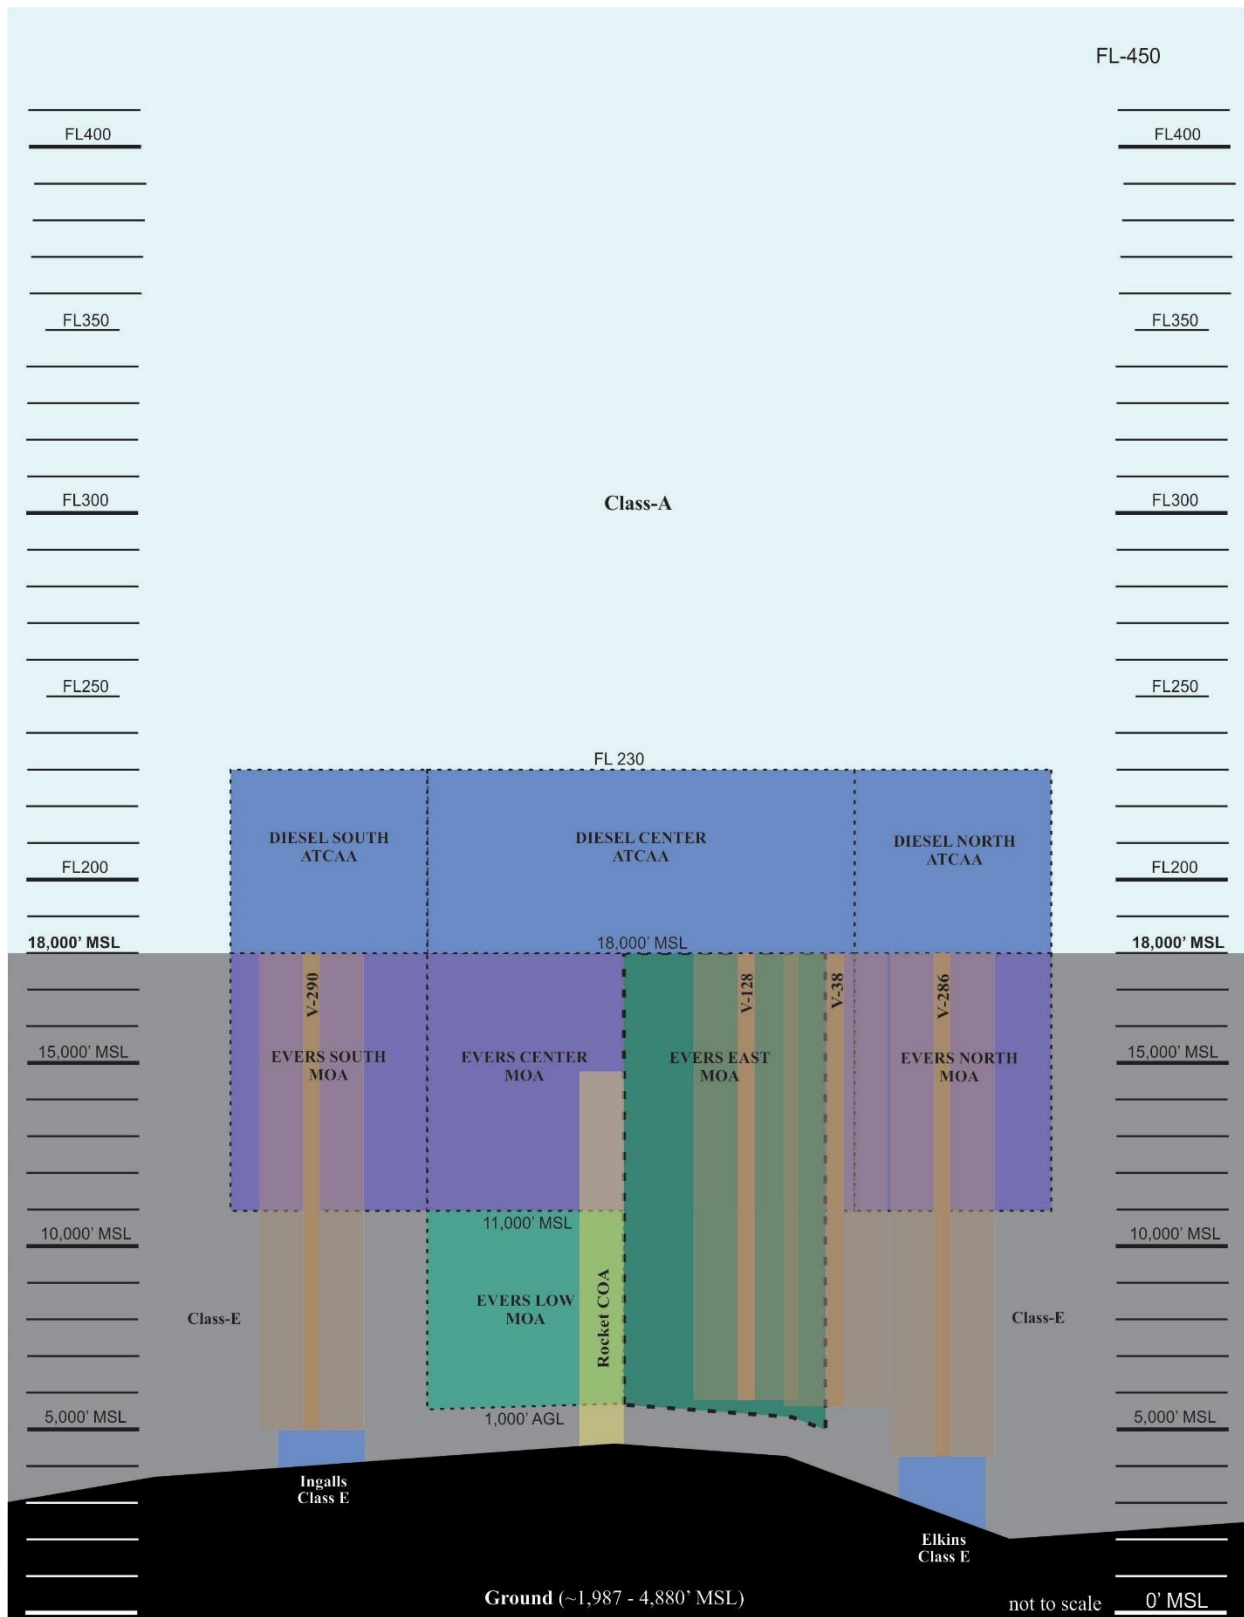 FL-450
FL400
FL400
FL350
FL350
Class-A
FL300
FL300
FL250
FL250
FL 230
DIESEL SOUTH
ATCAA
DIESEL CENTER
ATCAA
DIESEL NORTH
ATCAA
FL200
FL200
18,000' MSL
18,000' MSL
18,000' MSL
V-290
V-128
V-38
V-286
15,000' MSL
EVERS SOUTH
MOA
EVERS CENTER
MOA
EVERS EAST
MOA
EVERS NORTH
MOA
15,000' MSL
11,000' MSL
10,000' MSL
10,000' MSL
Class-E
EVERS LOW
MOA
Rocket COA
Class-E
5,000' MSL
1,000' AGL
5,000' MSL
Ingalls
Class E
Elkins
Class E
Ground (~1,987 - 4,880' MSL)
not to scale
0' MSL